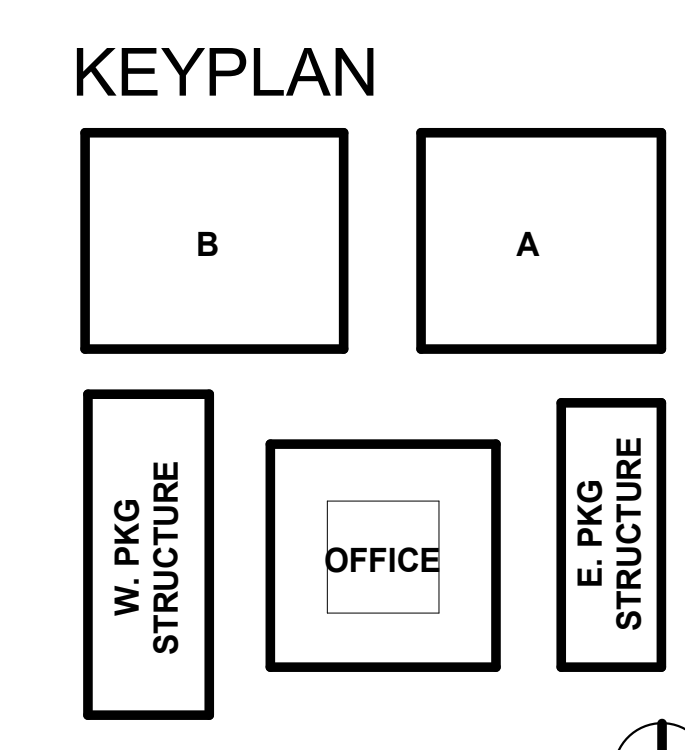 KEYPLAN
B
A
W. PKG
STRUCTURE
OFFICE
E. PKG
STRUCTURE